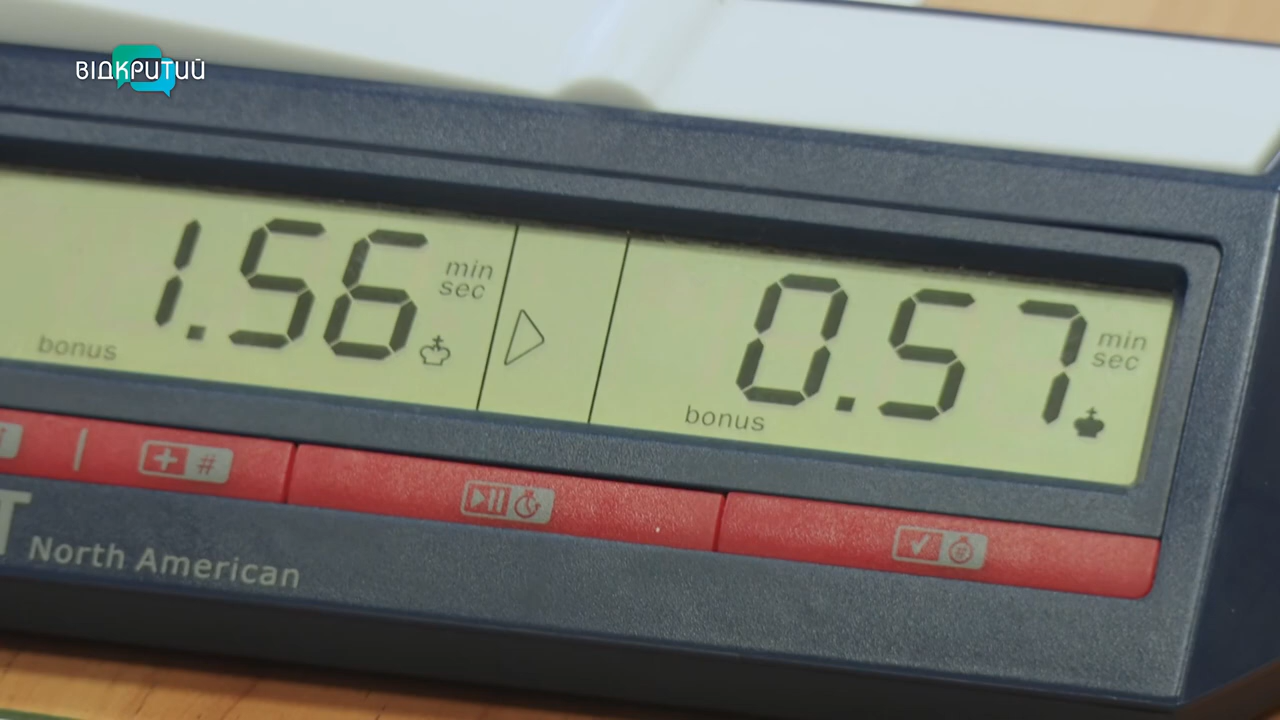 ВІДКРИТИЙ
1.56 min sec
bonus
0.57 min sec
bonus
+ #
T North American